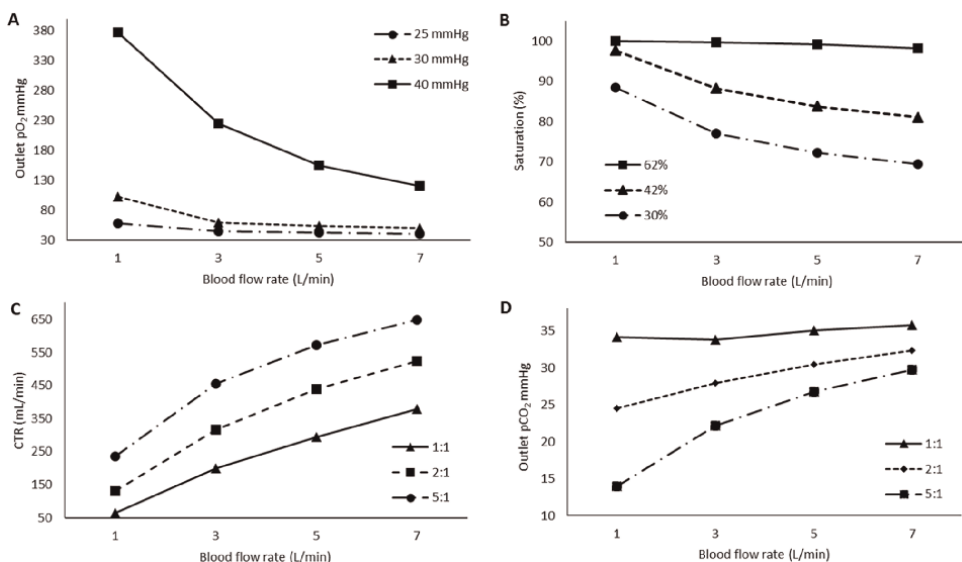 A
Outlet pO2 mmHg
380
330
280
230
180
130
80
30
25 mmHg
30 mmHg
40 mmHg
1 3 5 7
Blood flow rate (L/min)
B
Saturation (%)
100
90
80
70
60
50
62%
42%
30%
1 3 5 7
Blood flow rate (L/min)
C
CTR (mL/min)
650
550
450
350
250
150
50
1:1
2:1
5:1
1 3 5 7
Blood flow rate (L/min)
D
Outlet pCO2 mmHg
35
30
25
20
15
10
1:1
2:1
5:1
1 3 5 7
Blood flow rate (L/min)